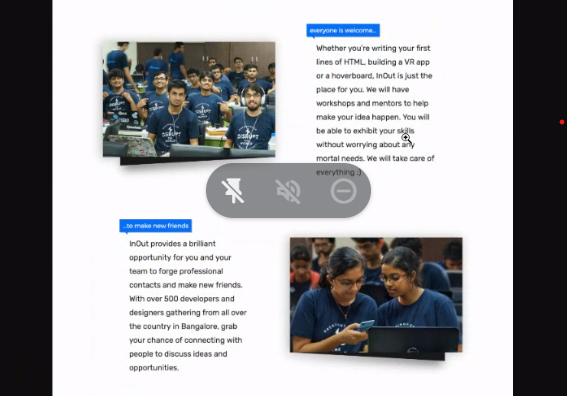 everyone is welcome...
Whether you're writing your first
lines of HTML, building a VR app
or a hoverboard, InOut is just the
place for you. We will have
workshops and mentors to help
make your idea happen. You will
be able to exhibit your skills
without worrying about any
mortal needs. We will take care of
everything :)
...to make new friends
InOut provides a brilliant
opportunity for you and your
team to forge professional
contacts and make new friends.
With over 500 developers and
designers gathering from all over
the country in Bangalore, grab
your chance of connecting with
people to discuss ideas and
opportunities.